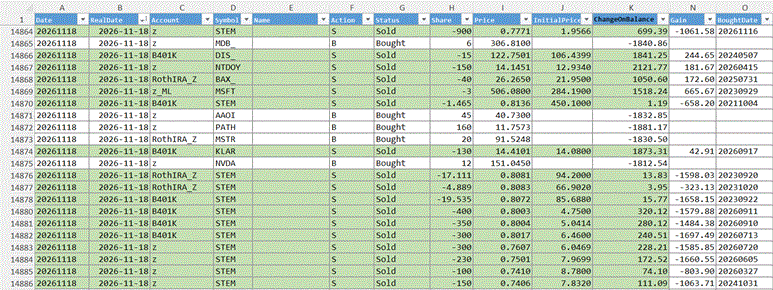 A B C D E F G H I J K N O
1 Date RealDate Account Symbol Name Action Status Share Price InitialPrice ChangeOnBalance Gain BoughtDate
14864 20261118 2026-11-18 z STEM S Sold -900 0.7771 1.9566 699.39 -1061.58 20261116
14865 20261118 2026-11-18 z MDB_ B Bought 6 306.8100 -1840.86
14866 20261118 2026-11-18 B401K DIS_ S Sold -15 122.7501 106.4399 1841.25 244.65 20240507
14867 20261118 2026-11-18 z NTDOY S Sold -150 14.1451 12.9340 2121.77 181.67 20260415
14868 20261118 2026-11-18 RothIRA_Z BAX_ S Sold -40 26.2650 21.9500 1050.60 172.60 20250731
14869 20261118 2026-11-18 z_ML MSFT S Sold -3 506.0800 284.1900 1518.24 665.67 20230929
14870 20261118 2026-11-18 B401K STEM S Sold -1.465 0.8136 450.1000 1.19 -658.20 20211004
14871 20261118 2026-11-18 z AAOI B Bought 45 40.7300 -1832.85
14872 20261118 2026-11-18 z PATH B Bought 160 11.7573 -1881.17
14873 20261118 2026-11-18 RothIRA_Z MSTR B Bought 20 91.5248 -1830.50
14874 20261118 2026-11-18 B401K KLAR S Sold -130 14.4101 14.0800 1873.31 42.91 20260917
14875 20261118 2026-11-18 z NVDA B Bought 12 151.0450 -1812.54
14876 20261118 2026-11-18 RothIRA_Z STEM S Sold -17.111 0.8081 94.2000 13.83 -1598.03 20230920
14877 20261118 2026-11-18 RothIRA_Z STEM S Sold -4.889 0.8083 66.9020 3.95 -323.13 20231020
14878 20261118 2026-11-18 B401K STEM S Sold -19.535 0.8072 85.6880 15.77 -1658.15 20230922
14880 20261118 2026-11-18 B401K STEM S Sold -400 0.8003 4.7500 320.12 -1579.88 20260911
14881 20261118 2026-11-18 B401K STEM S Sold -350 0.8004 5.0414 280.12 -1484.38 20260910
14882 20261118 2026-11-18 B401K STEM S Sold -300 0.8017 6.4600 240.51 -1697.49 20260713
14883 20261118 2026-11-18 z STEM S Sold -300 0.7607 6.0469 228.21 -1585.85 20260720
14884 20261118 2026-11-18 z STEM S Sold -230 0.7501 7.9698 172.52 -1660.55 20260605
14885 20261118 2026-11-18 z STEM S Sold -100 0.7410 8.7800 74.10 -803.90 20260327
14886 20261118 2026-11-18 z STEM S Sold -150 0.7406 7.8320 111.09 -1063.71 20241031